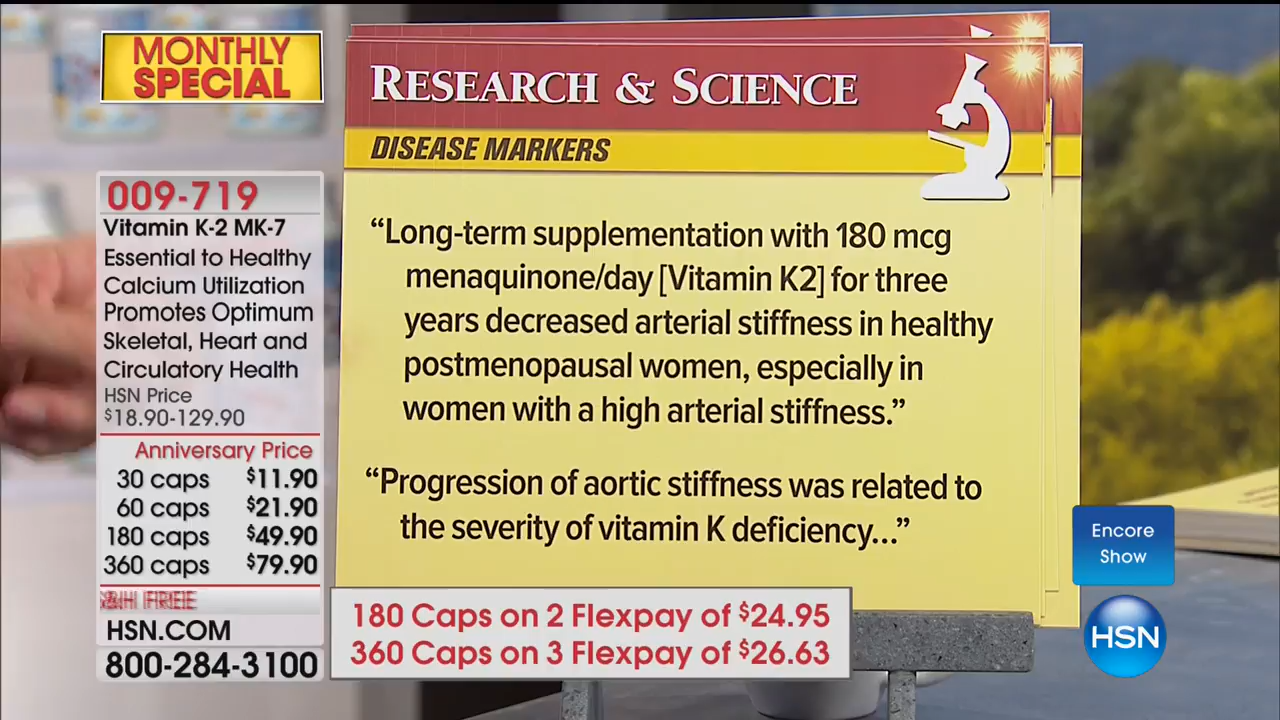 MONTHLY
SPECIAL
009-719
Vitamin K-2 MK-7
Essential to Healthy
Calcium Utilization
Promotes Optimum
Skeletal, Heart and
Circulatory Health
HSN Price
$18.90-129.90
Anniversary Price
30 caps $11.90
60 caps $21.90
180 caps $49.90
360 caps $79.90
S&H FREE
HSN.COM
800-284-3100
RESEARCH & SCIENCE
DISEASE MARKERS
“Long-term supplementation with 180 mcg
menaquinone/day [Vitamin K2] for three
years decreased arterial stiffness in healthy
postmenopausal women, especially in
women with a high arterial stiffness.”
“Progression of aortic stiffness was related to
the severity of vitamin K deficiency...”
180 Caps on 2 Flexpay of $24.95
360 Caps on 3 Flexpay of $26.63
Encore
Show
HSN